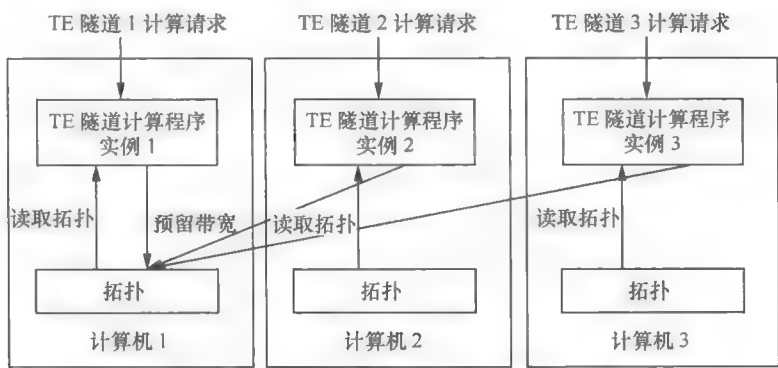 TE 隧道 1 计算请求
TE 隧道 2 计算请求
TE 隧道 3 计算请求
TE 隧道计算程序
实例 1
TE 隧道计算程序
实例 2
TE 隧道计算程序
实例 3
读取拓扑
预留带宽
读取拓扑
读取拓扑
拓扑
拓扑
拓扑
计算机 1
计算机 2
计算机 3